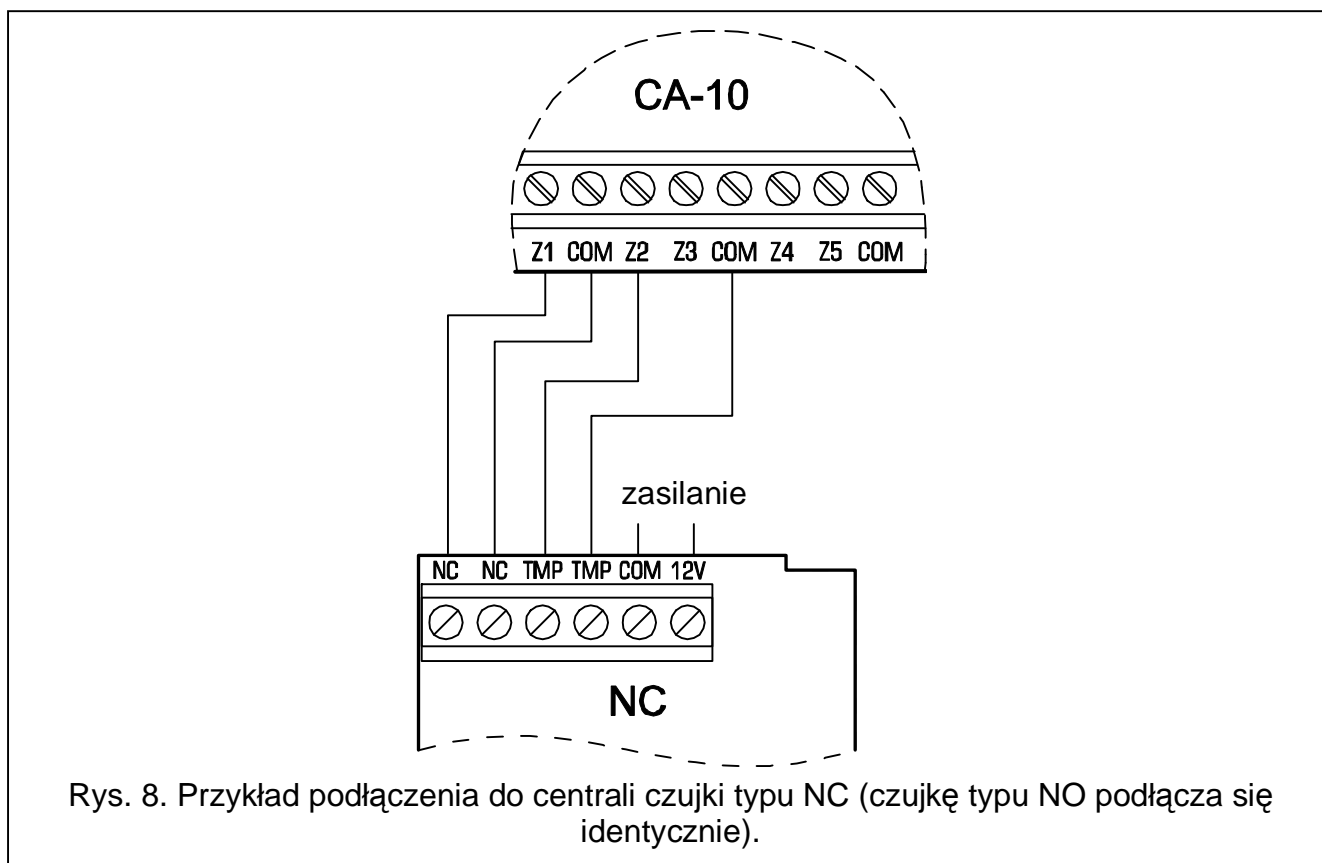 CA-10
Z1 COM Z2 Z3 COM Z4 Z5 COM
zasilanie
NC NC TMP TMP COM 12V
NC
Rys. 8. Przykład podłączenia do centrali czujki typu NC (czujkę typu NO podłącza się
identycznie).